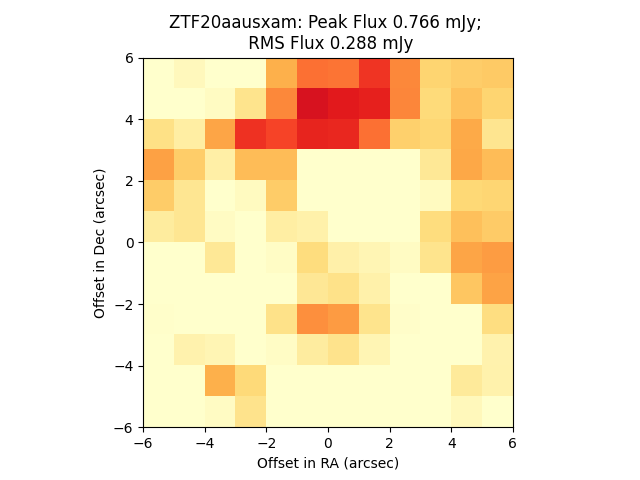 ZTF20aausxam: Peak Flux 0.766 mJy;
RMS Flux 0.288 mJy
6
4
2
0
−2
−4
−6
Offset in Dec (arcsec)
−6 −4 −2 0 2 4 6
Offset in RA (arcsec)